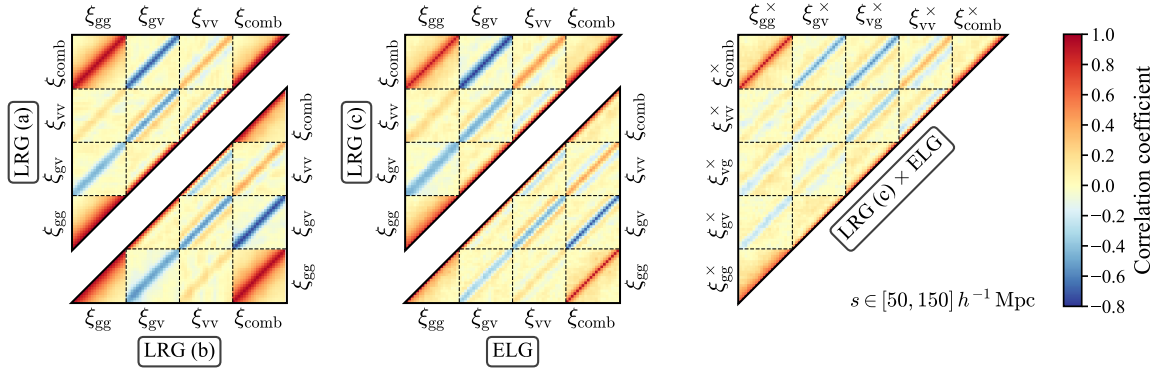 ξgg ξgv ξvv ξcomb
ξcomb ξvv ξgv ξgg
LRG (a)
ξcomb ξvv ξgv ξgg
ξgg ξgv ξvv ξcomb
LRG (b)
ξgg ξgv ξvv ξcomb
ξcomb ξvv ξgv ξgg
LRG (c)
ξcomb ξvv ξgv ξgg
ξgg ξgv ξvv ξcomb
ELG
ξ×gg ξ×gv ξ×vg ξ×vv ξ×comb
ξ×comb ξ×vv ξ×vg ξ×gv ξ×gg
LRG (c) × ELG
s ∈ [50, 150] h⁻¹ Mpc
1.0
0.8
0.6
0.4
0.2
0.0
−0.2
−0.4
−0.6
−0.8
Correlation coefficient